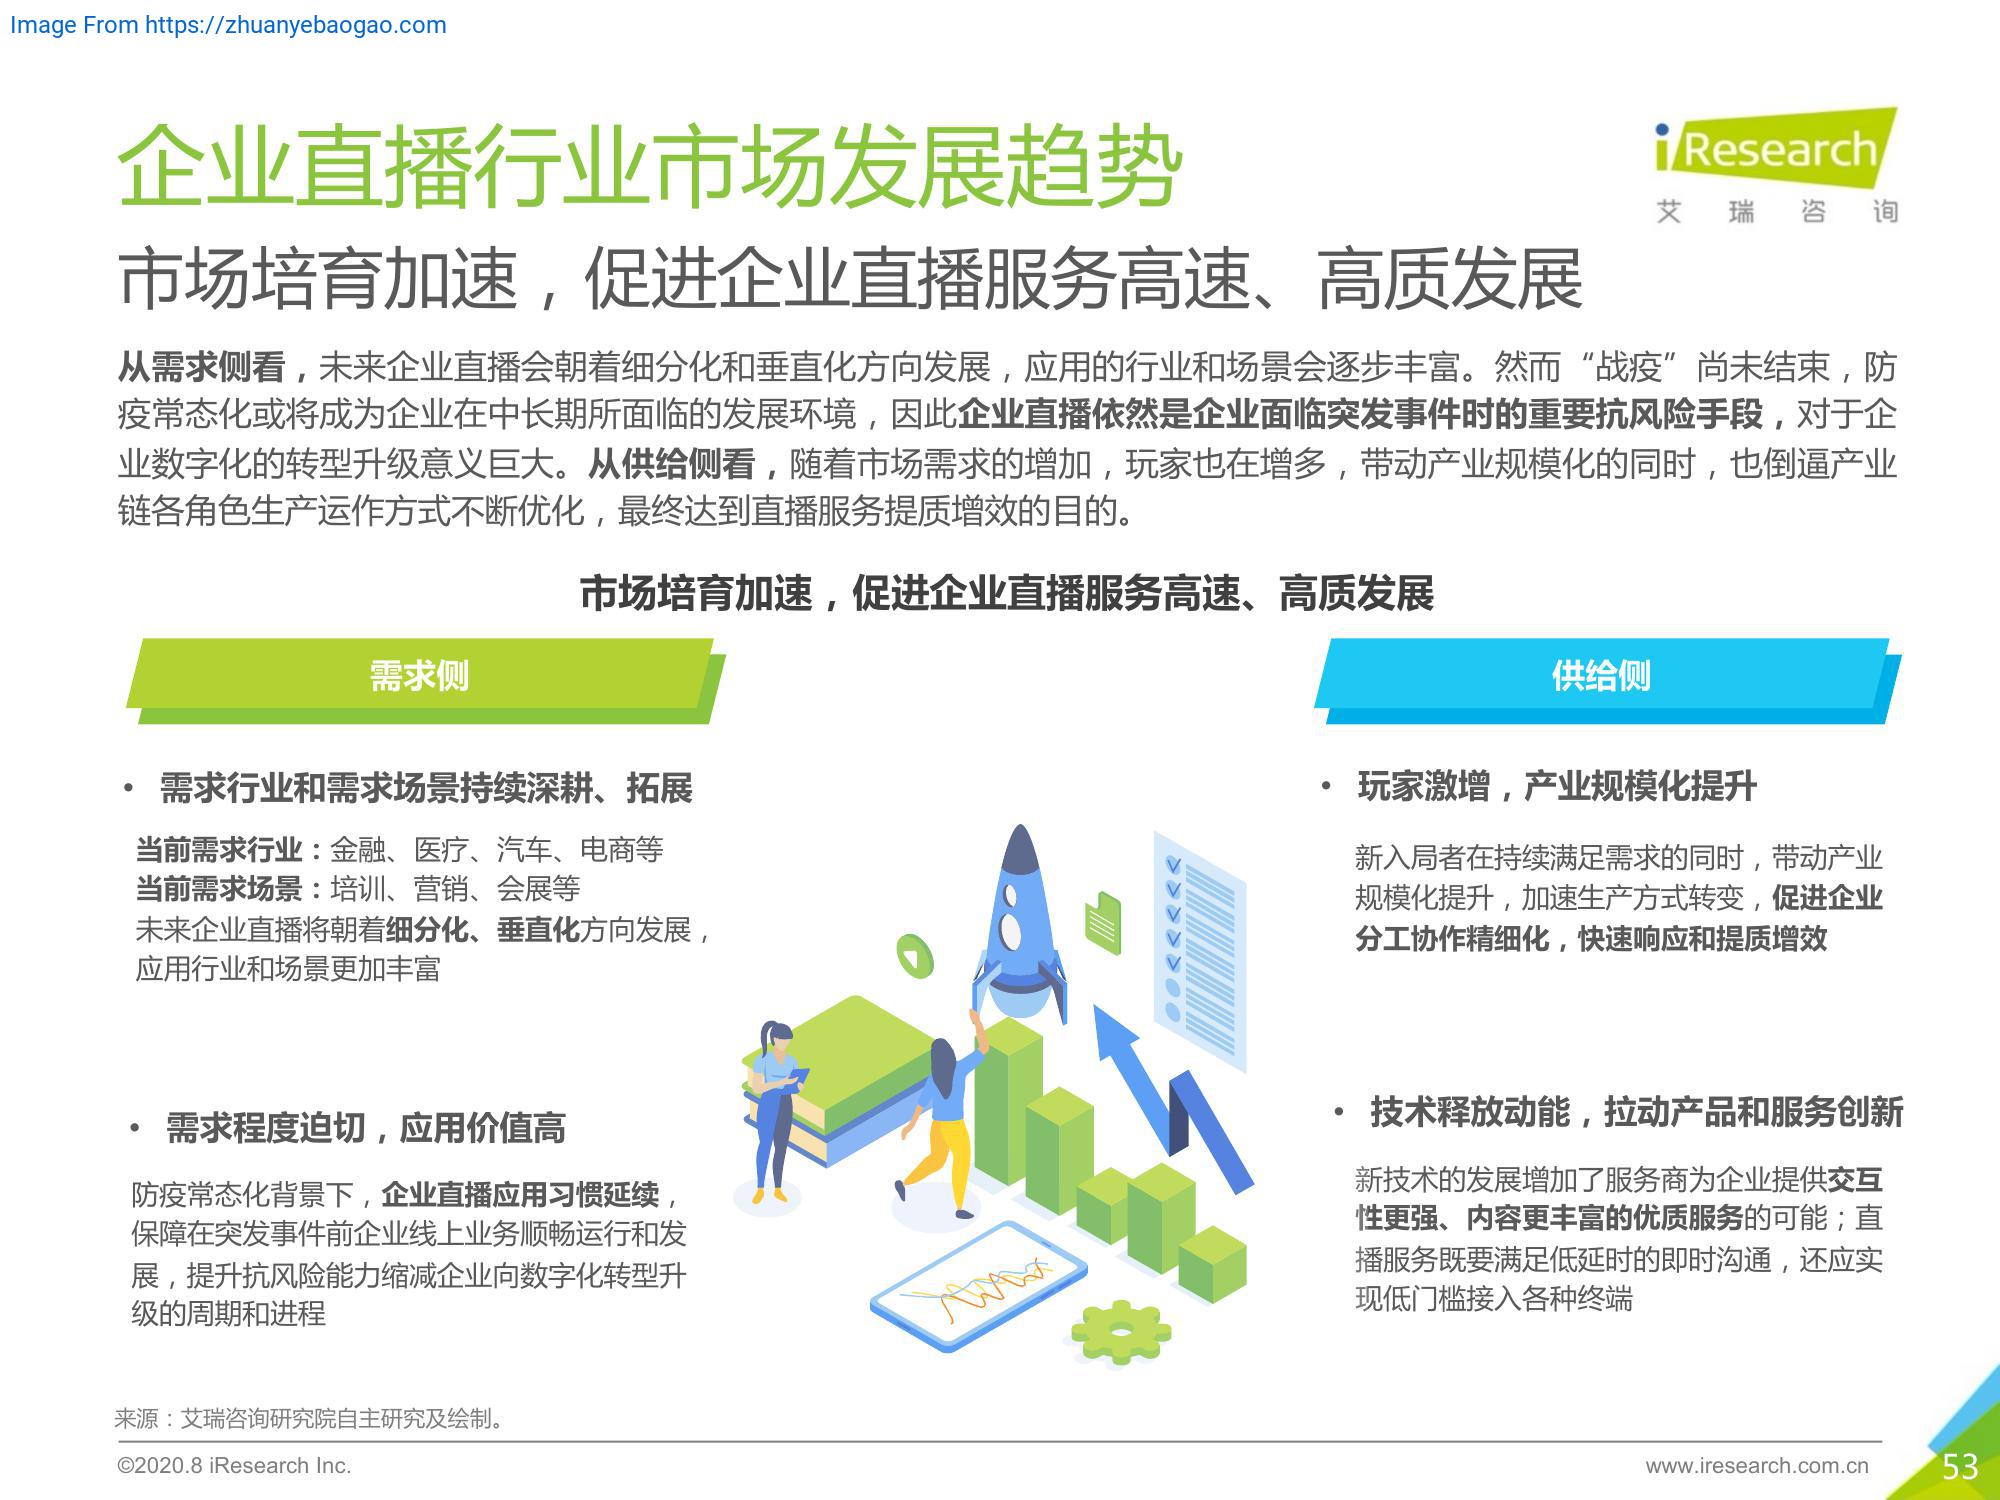 Image From https://zhuanyebaogao.com
企业直播行业市场发展趋势
iResearch
艾瑞咨询
市场培育加速，促进企业直播服务高速、高质发展
从需求侧看，未来企业直播会朝着细分化和垂直化方向发展，应用的行业和场景会逐步丰富。然而“战疫”尚未结束，防
疫常态化或将成为企业在中长期所面临的发展环境，因此企业直播依然是企业面临突发事件时的重要抗风险手段，对于企
业数字化的转型升级意义巨大。从供给侧看，随着市场需求的增加，玩家也在增多，带动产业规模化的同时，也倒逼产业
链各角色生产运作方式不断优化，最终达到直播服务提质增效的目的。
市场培育加速，促进企业直播服务高速、高质发展
需求侧
• 需求行业和需求场景持续深耕、拓展
当前需求行业：金融、医疗、汽车、电商等
当前需求场景：培训、营销、会展等
未来企业直播将朝着细分化、垂直化方向发展，
应用行业和场景更加丰富
• 需求程度迫切，应用价值高
防疫常态化背景下，企业直播应用习惯延续，
保障在突发事件前企业线上业务顺畅运行和发
展，提升抗风险能力缩减企业向数字化转型升
级的周期和进程
供给侧
• 玩家激增，产业规模化提升
新入局者在持续满足需求的同时，带动产业
规模化提升，加速生产方式转变，促进企业
分工协作精细化，快速响应和提质增效
• 技术释放动能，拉动产品和服务创新
新技术的发展增加了服务商为企业提供交互
性更强、内容更丰富的优质服务的可能；直
播服务既要满足低延时的即时沟通，还应实
现低门槛接入各种终端
来源：艾瑞咨询研究院自主研究及绘制。
©2020.8 iResearch Inc.
www.iresearch.com.cn
53